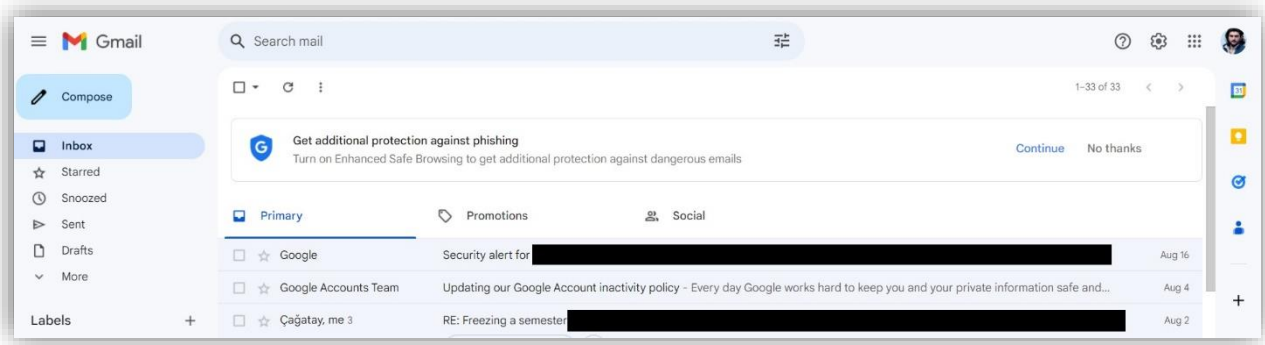 Gmail
Search mail
Compose
1–33 of 33
Inbox
Starred
Snoozed
Sent
Drafts
More
Labels
Get additional protection against phishing
Turn on Enhanced Safe Browsing to get additional protection against dangerous emails
Continue No thanks
Primary Promotions Social
Google Security alert for Aug 16
Google Accounts Team Updating our Google Account inactivity policy - Every day Google works hard to keep you and your private information safe and... Aug 4
Çağatay, me 3 RE: Freezing a semester Aug 2
31